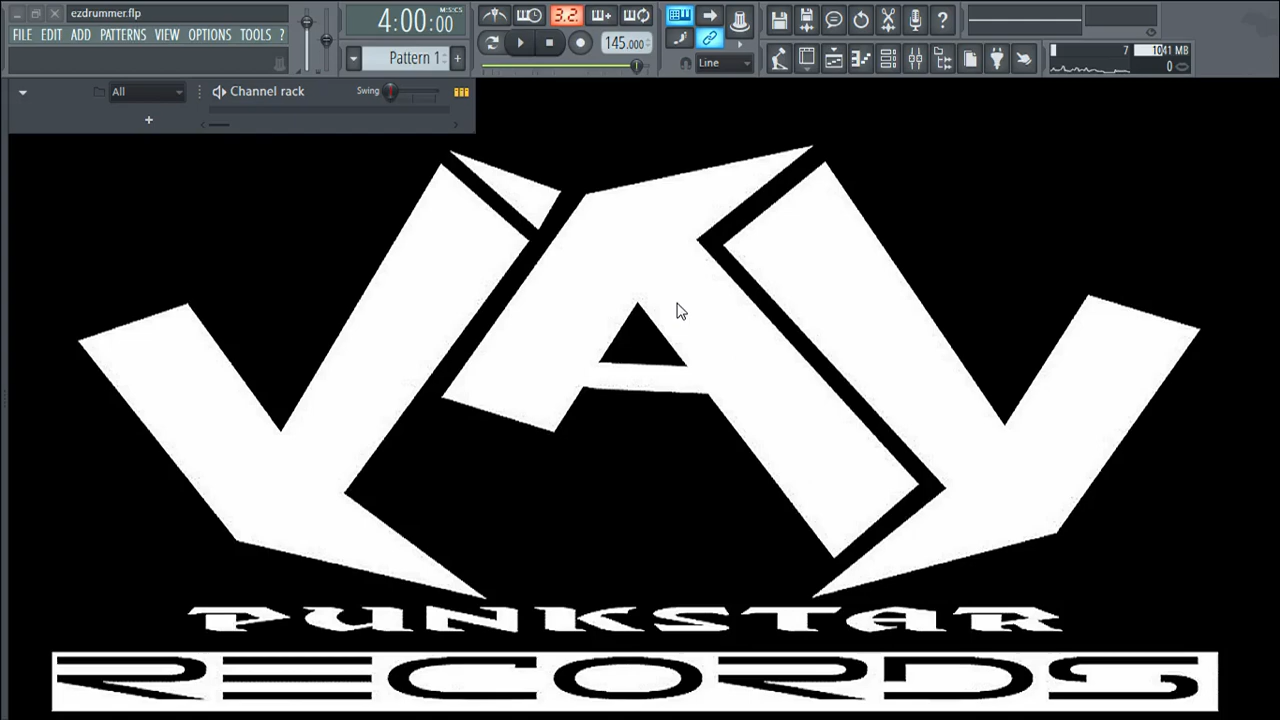 ezdrummer.flp
FILE EDIT ADD PATTERNS VIEW OPTIONS TOOLS ?
4:00:00
M:S:CS
3.2.
Pattern 1
145.000
Line
7
1041 MB
0
All
Channel rack
Swing
YAY
PUNKSTAR
RECORDS